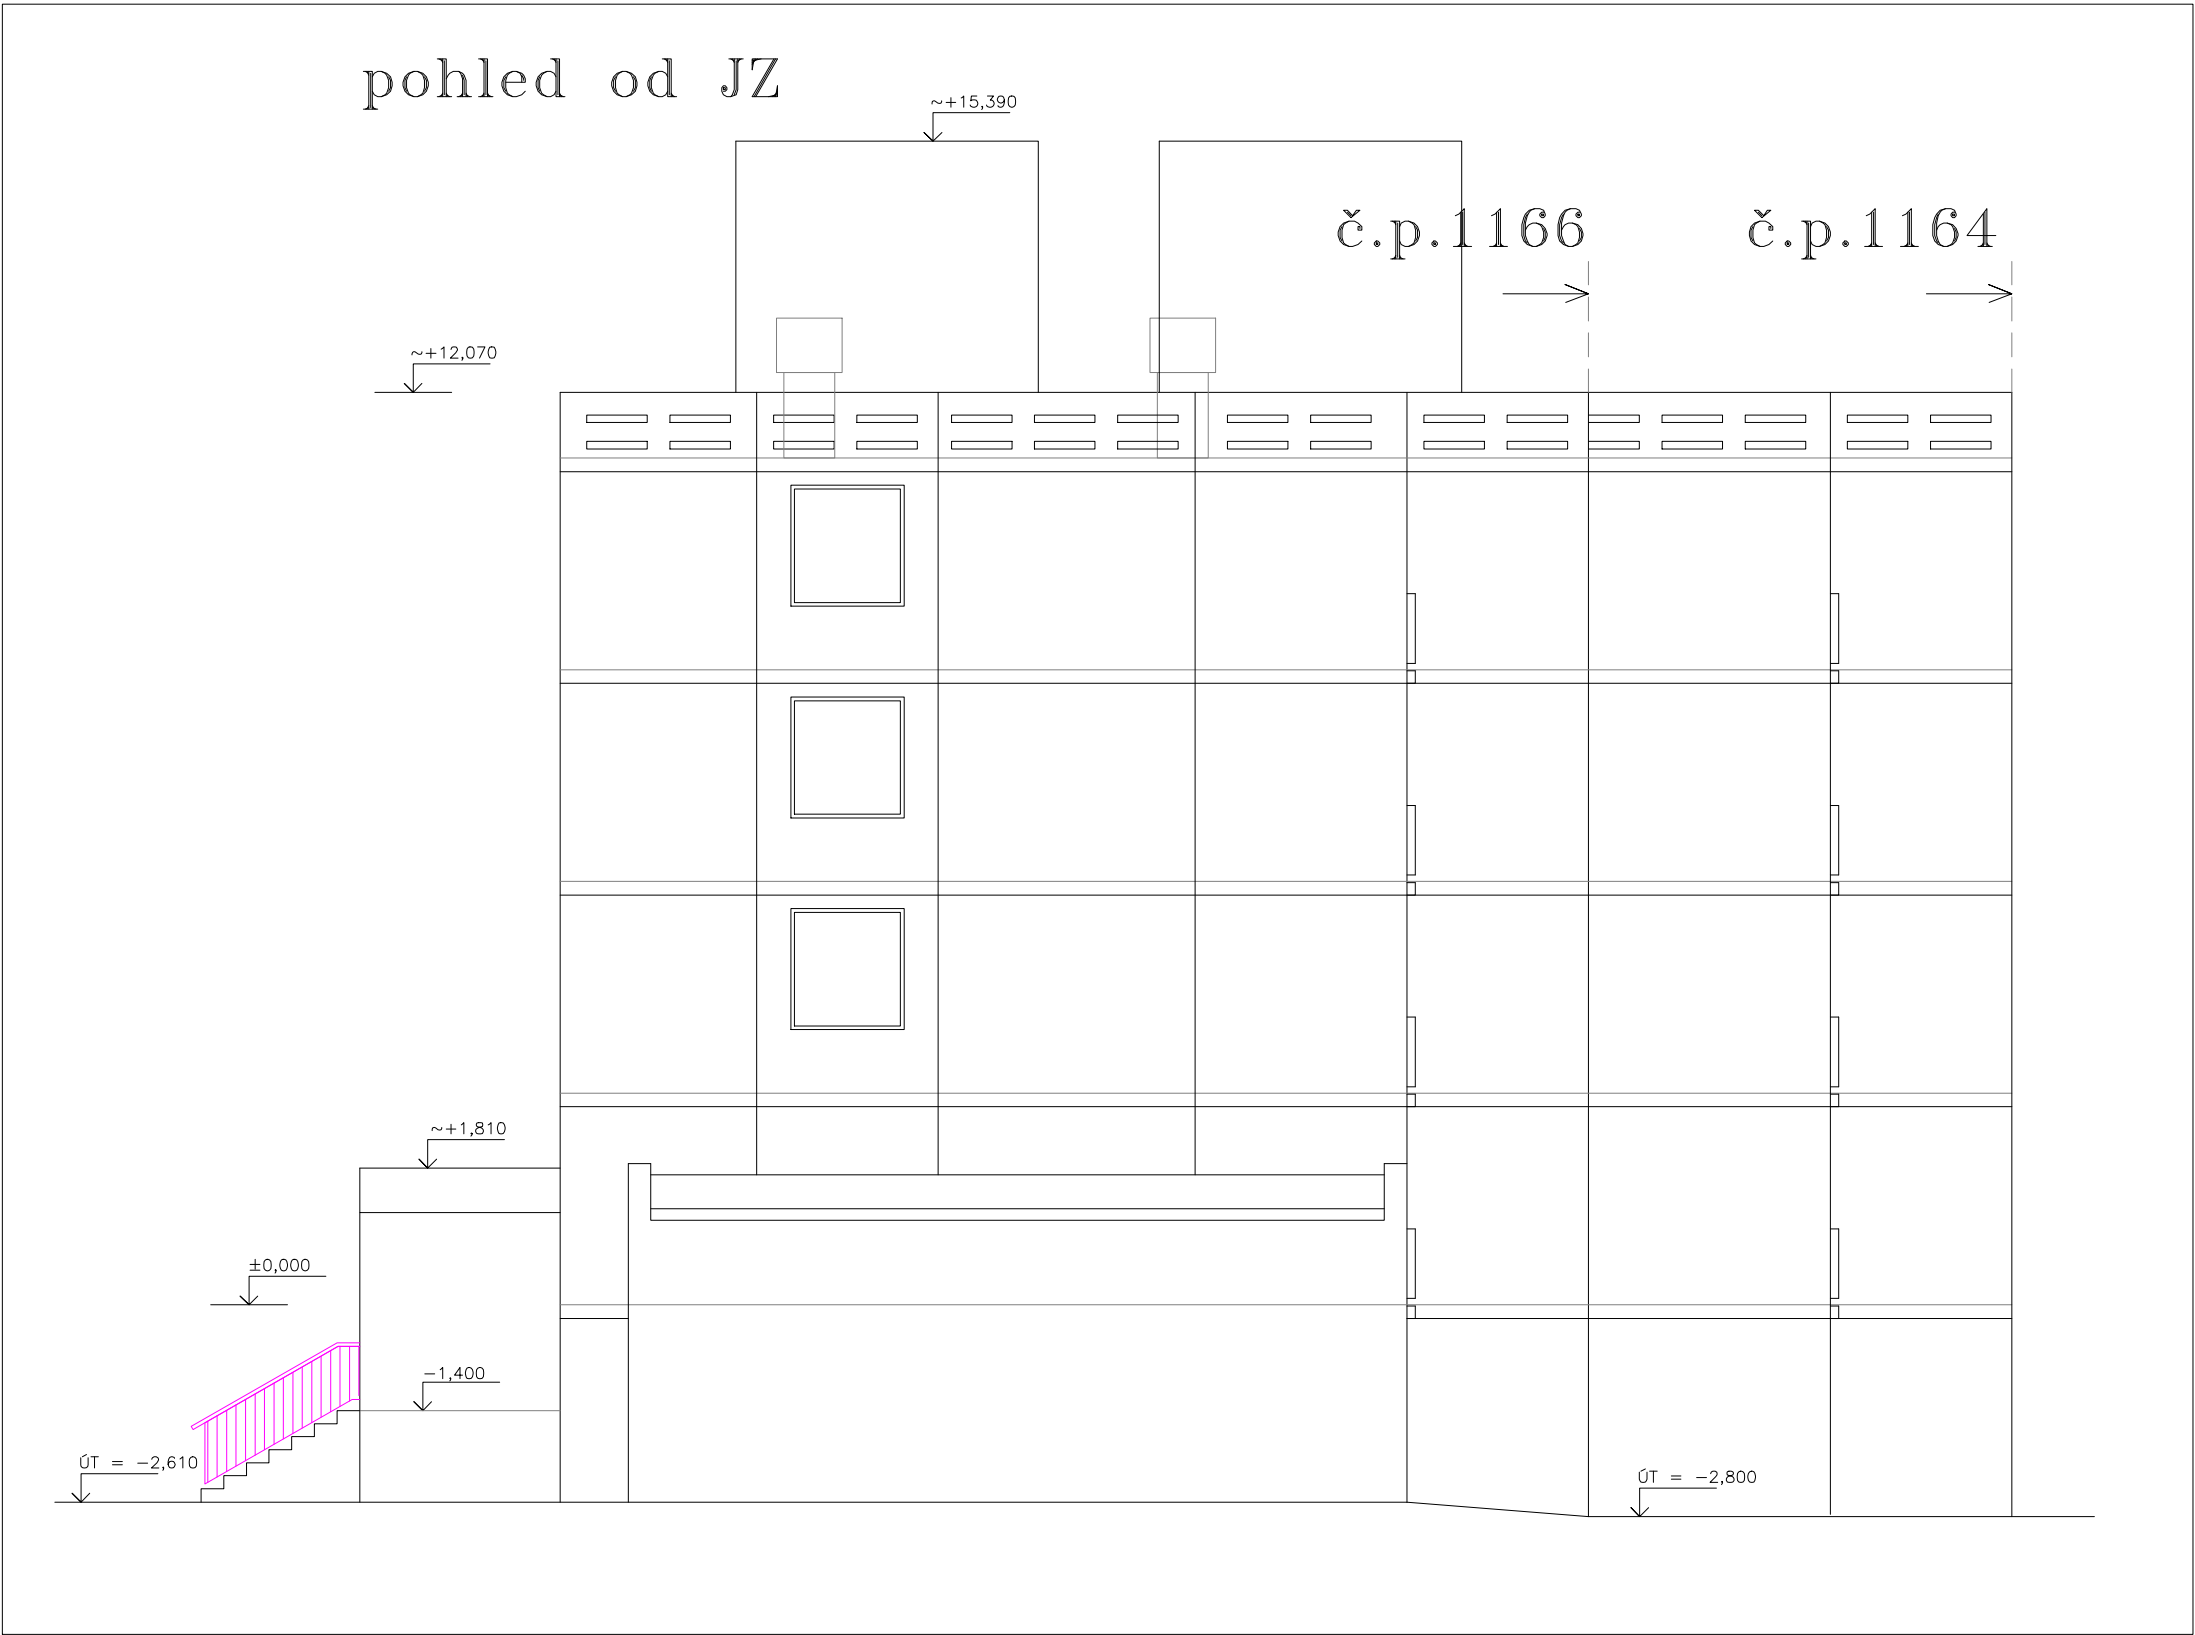 pohled od JZ
~+15,390
č.p.1166
č.p.1164
~+12,070
~+1,810
±0,000
−1,400
ÚT = −2,610
ÚT = −2,800